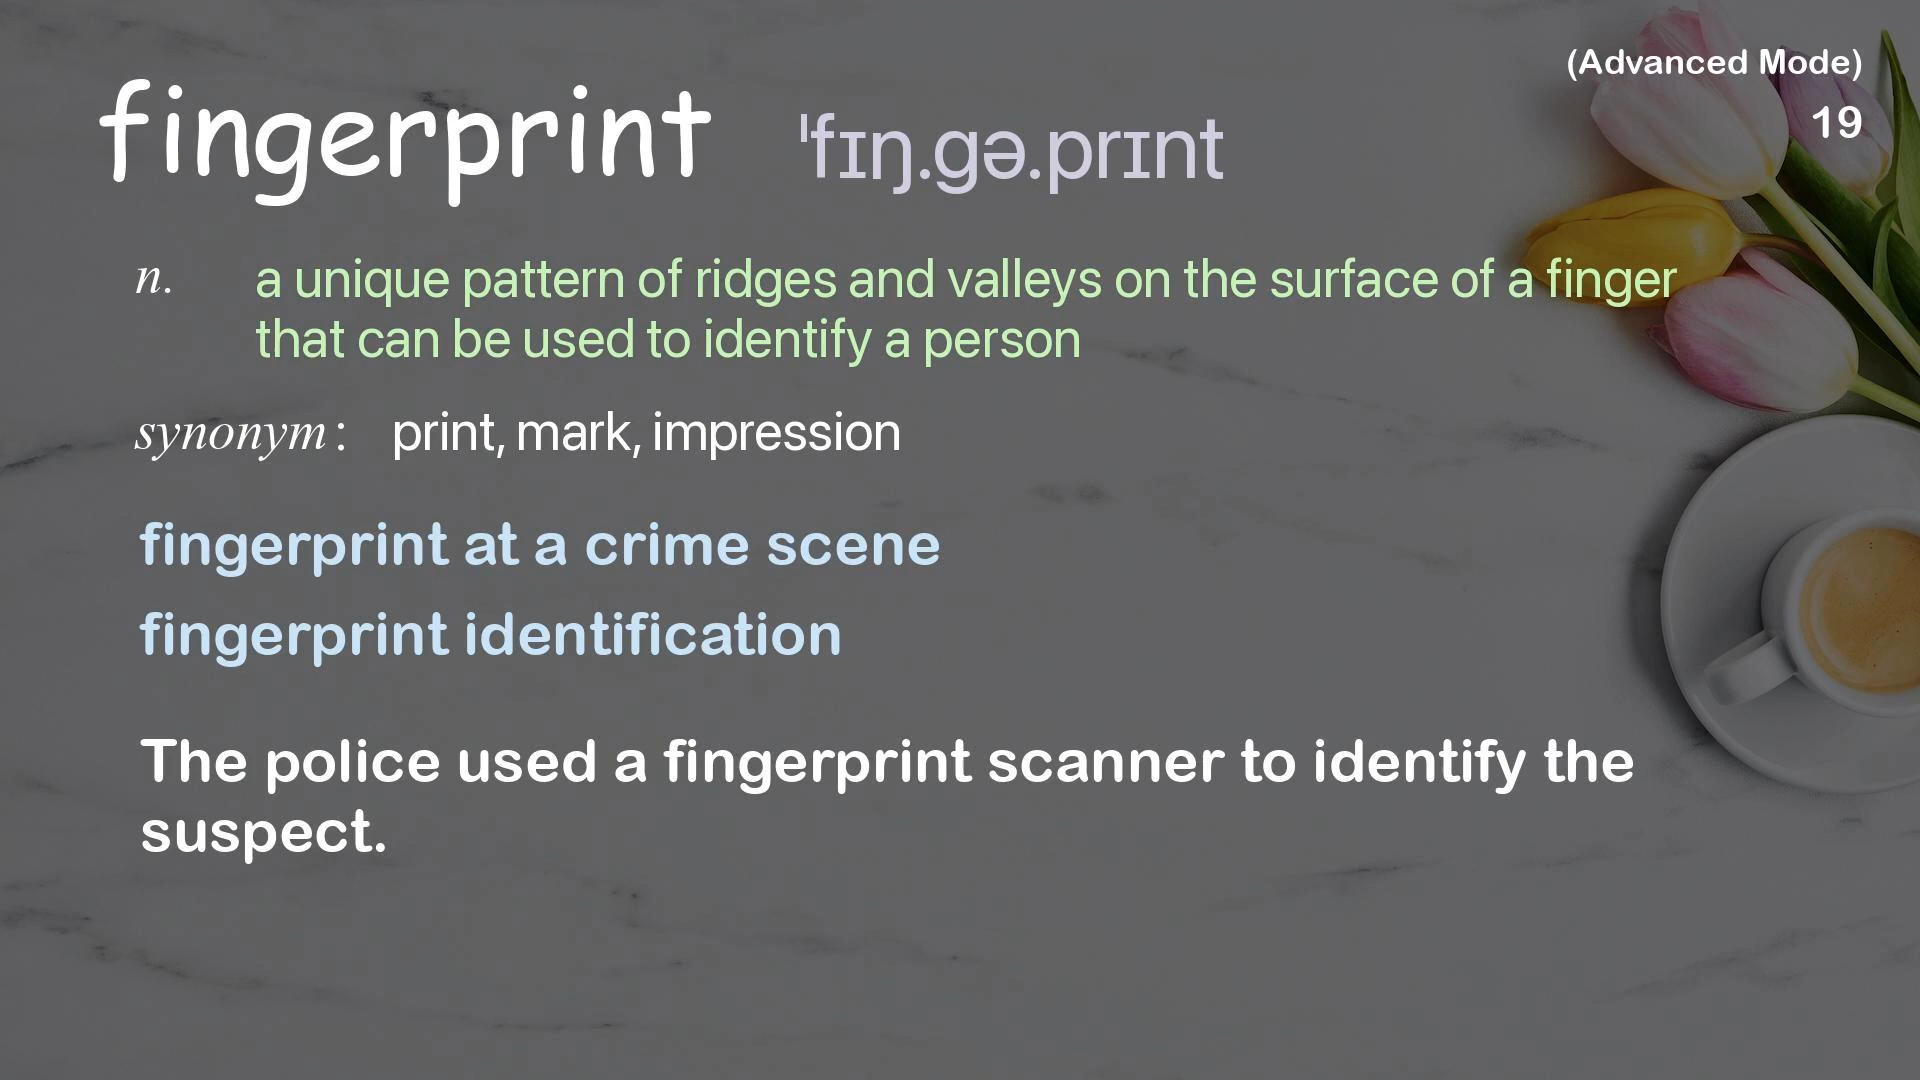 (Advanced Mode)
19
fingerprint ˈfɪŋ.gə.prɪnt
n. a unique pattern of ridges and valleys on the surface of a finger
that can be used to identify a person
synonym: print, mark, impression
fingerprint at a crime scene
fingerprint identification
The police used a fingerprint scanner to identify the
suspect.